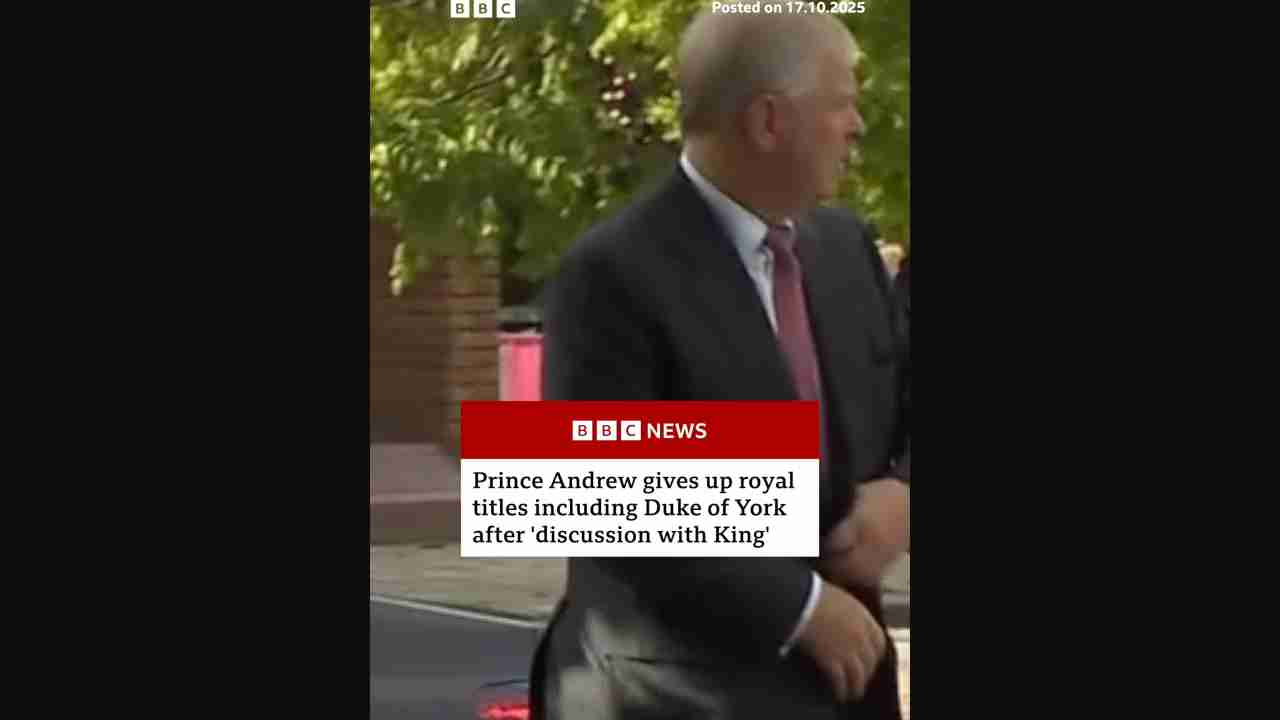 BBC
Posted on 17.10.2025
BBC NEWS
Prince Andrew gives up royal
titles including Duke of York
after 'discussion with King'